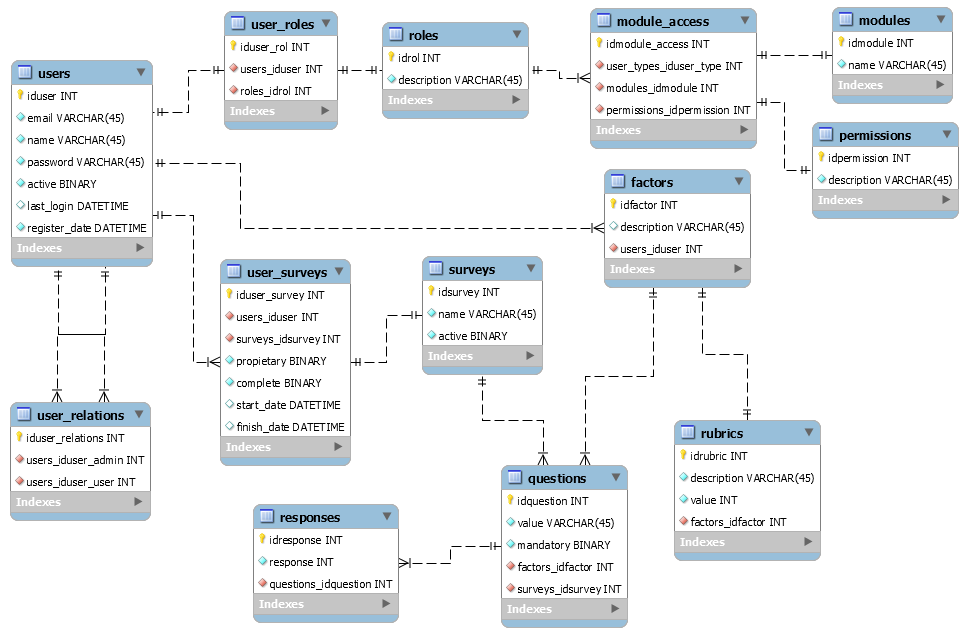 users
iduser INT
email VARCHAR(45)
name VARCHAR(45)
password VARCHAR(45)
active BINARY
last_login DATETIME
register_date DATETIME
Indexes
user_roles
iduser_rol INT
users_iduser INT
roles_idrol INT
Indexes
roles
idrol INT
description VARCHAR(45)
Indexes
module_access
idmodule_access INT
user_types_iduser_type INT
modules_idmodule INT
permissions_idpermission INT
Indexes
modules
idmodule INT
name VARCHAR(45)
Indexes
permissions
idpermission INT
description VARCHAR(45)
Indexes
factors
idfactor INT
description VARCHAR(45)
users_iduser INT
Indexes
user_surveys
iduser_survey INT
users_iduser INT
surveys_idsurvey INT
propietary BINARY
complete BINARY
start_date DATETIME
finish_date DATETIME
Indexes
surveys
idsurvey INT
name VARCHAR(45)
active BINARY
Indexes
user_relations
iduser_relations INT
users_iduser_admin INT
users_iduser_user INT
Indexes
rubrics
idrubric INT
description VARCHAR(45)
value INT
factors_idfactor INT
Indexes
questions
idquestion INT
value VARCHAR(45)
mandatory BINARY
factors_idfactor INT
surveys_idsurvey INT
Indexes
responses
idresponse INT
response INT
questions_idquestion INT
Indexes